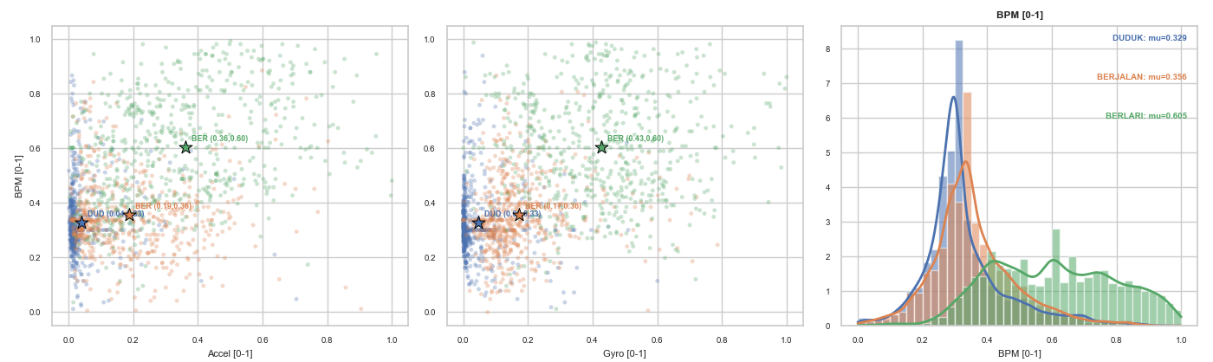 1.0
0.8
0.6
0.4
0.2
0.0
BPM [0-1]
BER (0.36,0.60)
BER (0.19,0.36)
DUD
0.0 0.2 0.4 0.6 0.8 1.0
Accel [0-1]
1.0
0.8
0.6
0.4
0.2
0.0
BER (0.43,0.60)
BER (0.17,0.36)
DUD
0.0 0.2 0.4 0.6 0.8 1.0
Gyro [0-1]
BPM [0-1]
DUDUK: mu=0.329
BERJALAN: mu=0.356
BERLARI: mu=0.605
8
7
6
5
4
3
2
1
0
0.0 0.2 0.4 0.6 0.8 1.0
BPM [0-1]